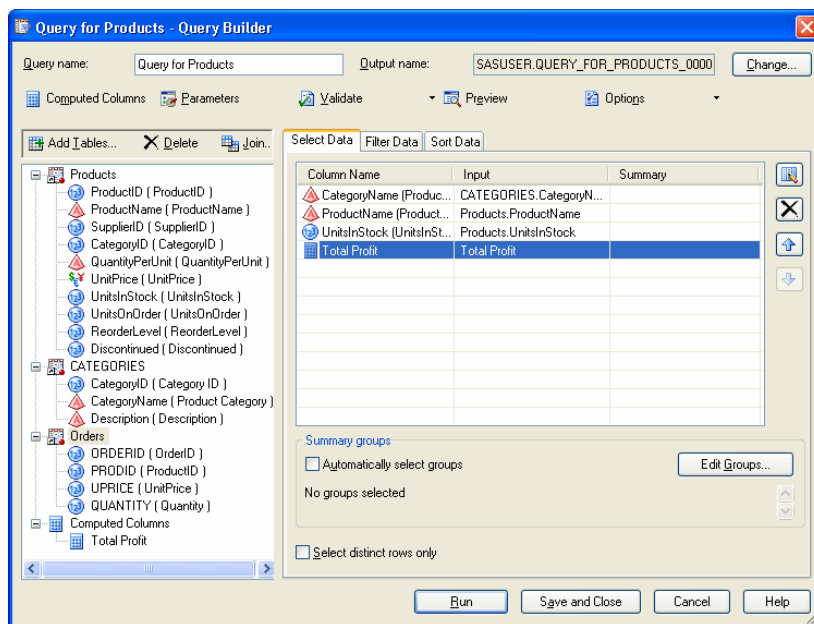 Query for Products - Query Builder
Query name: Query for Products Output name: SASUSER.QUERY_FOR_PRODUCTS_0000 Change...
Computed Columns Parameters Validate Preview Options
Add Tables... Delete Join.. Select Data Filter Data Sort Data
Column Name Input Summary
CategoryName (Produc... CATEGORIES.CategoryN...
ProductName (Product... Products.ProductName
UnitsInStock (UnitsInSt... Products.UnitsInStock
Total Profit Total Profit
Products
ProductID ( ProductID )
ProductName ( ProductName )
SupplierID ( SupplierID )
CategoryID ( CategoryID )
QuantityPerUnit ( QuantityPerUnit )
UnitPrice ( UnitPrice )
UnitsInStock ( UnitsInStock )
UnitsOnOrder ( UnitsOnOrder )
ReorderLevel ( ReorderLevel )
Discontinued ( Discontinued )
CATEGORIES
CategoryID ( Category ID )
CategoryName ( Product Category )
Description ( Description )
Orders
ORDERID ( OrderID )
PRODID ( ProductID )
UPRICE ( UnitPrice )
QUANTITY ( Quantity )
Computed Columns
Total Profit
Summary groups
Automatically select groups Edit Groups...
No groups selected
Select distinct rows only
Run Save and Close Cancel Help